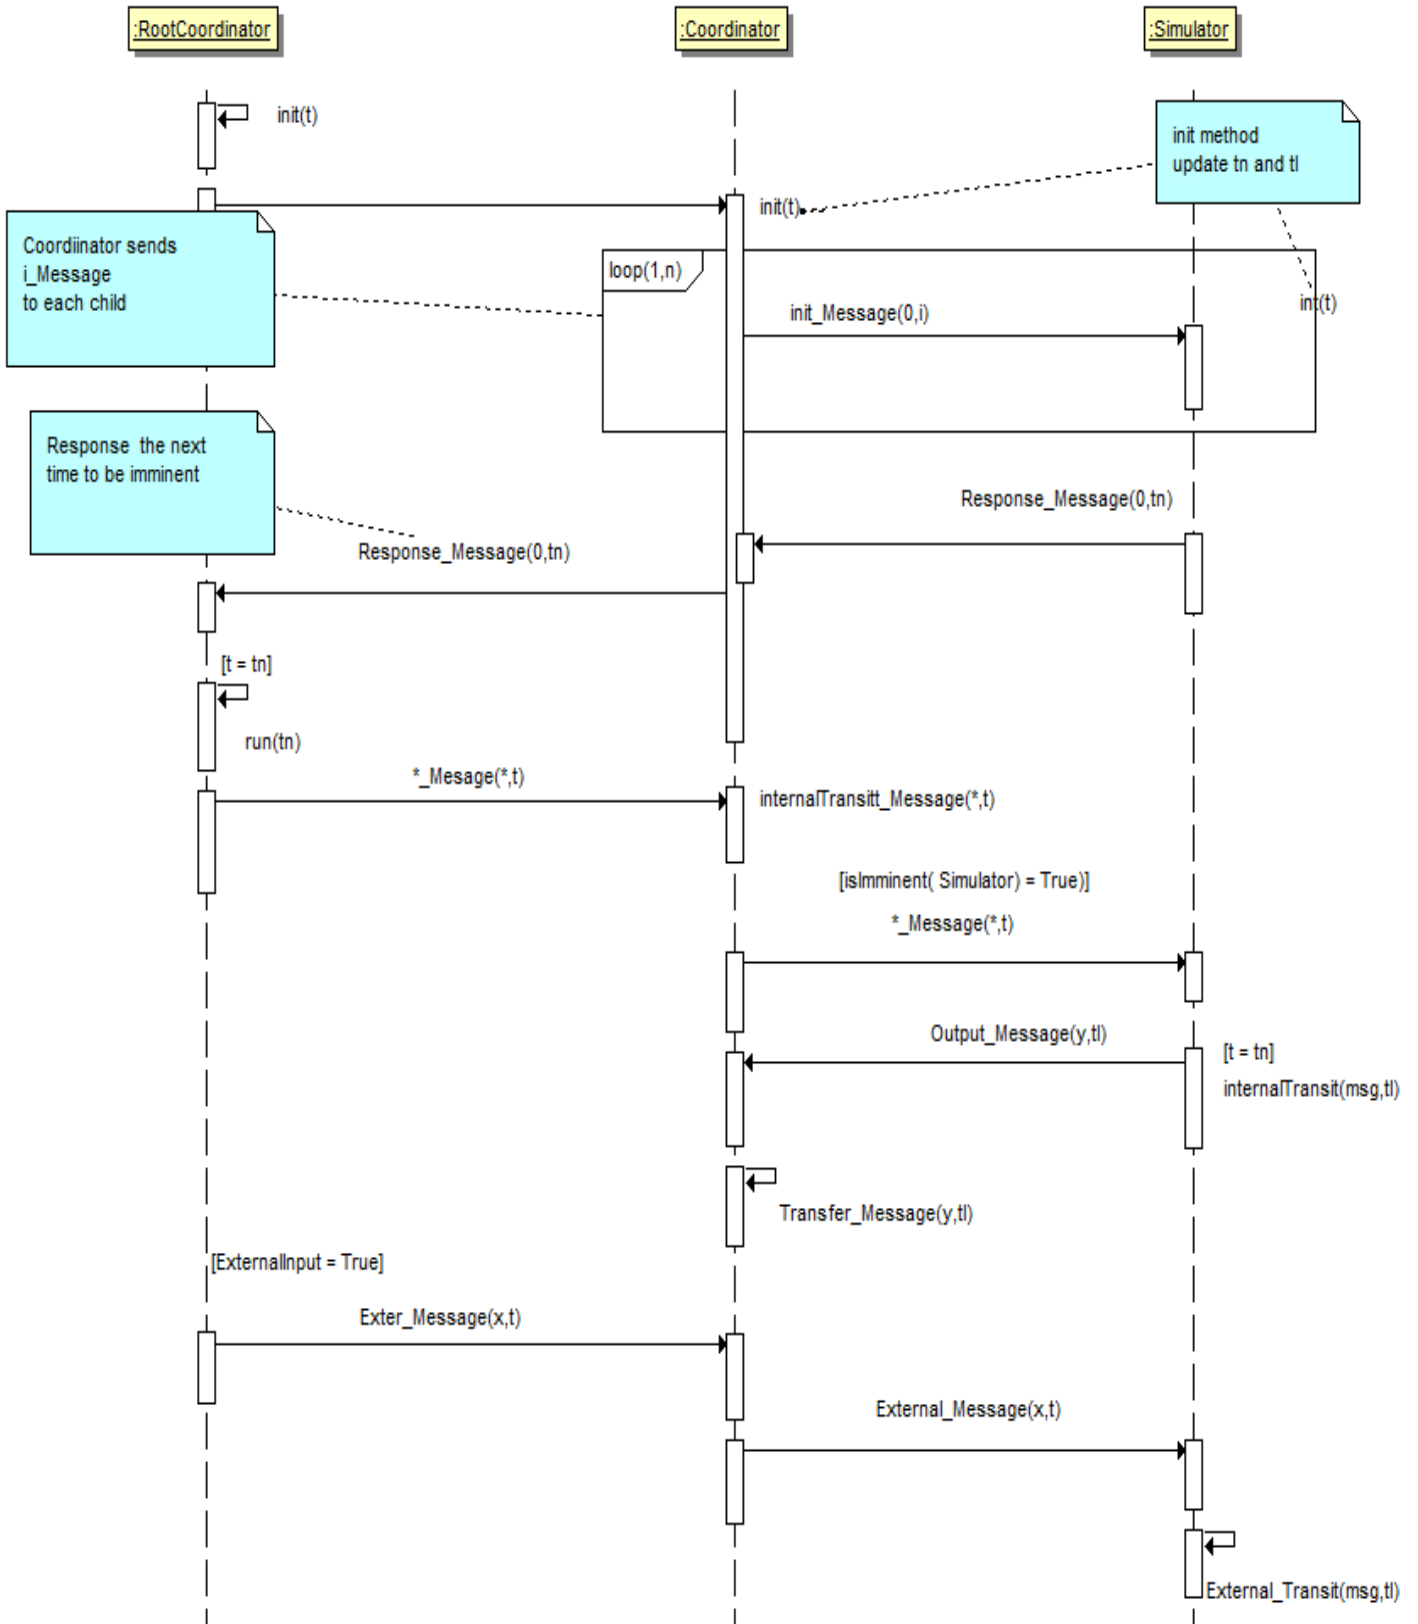 :RootCoordinator
:Coordinator
:Simulator
init(t)
init method
update tn and tl
init(t)
Coordiinator sends
i_Message
to each child
loop(1,n)
int(t)
init_Message(0,i)
Response  the next
time to be imminent
Response_Message(0,tn)
Response_Message(0,tn)
[t = tn]
run(tn)
*_Mesage(*,t)
internalTransitt_Message(*,t)
[isImminent( Simulator) = True)]
*_Message(*,t)
Output_Message(y,tl)
[t = tn]
internalTransit(msg,tl)
Transfer_Message(y,tl)
[ExternalInput = True]
Exter_Message(x,t)
External_Message(x,t)
External_Transit(msg,tl)